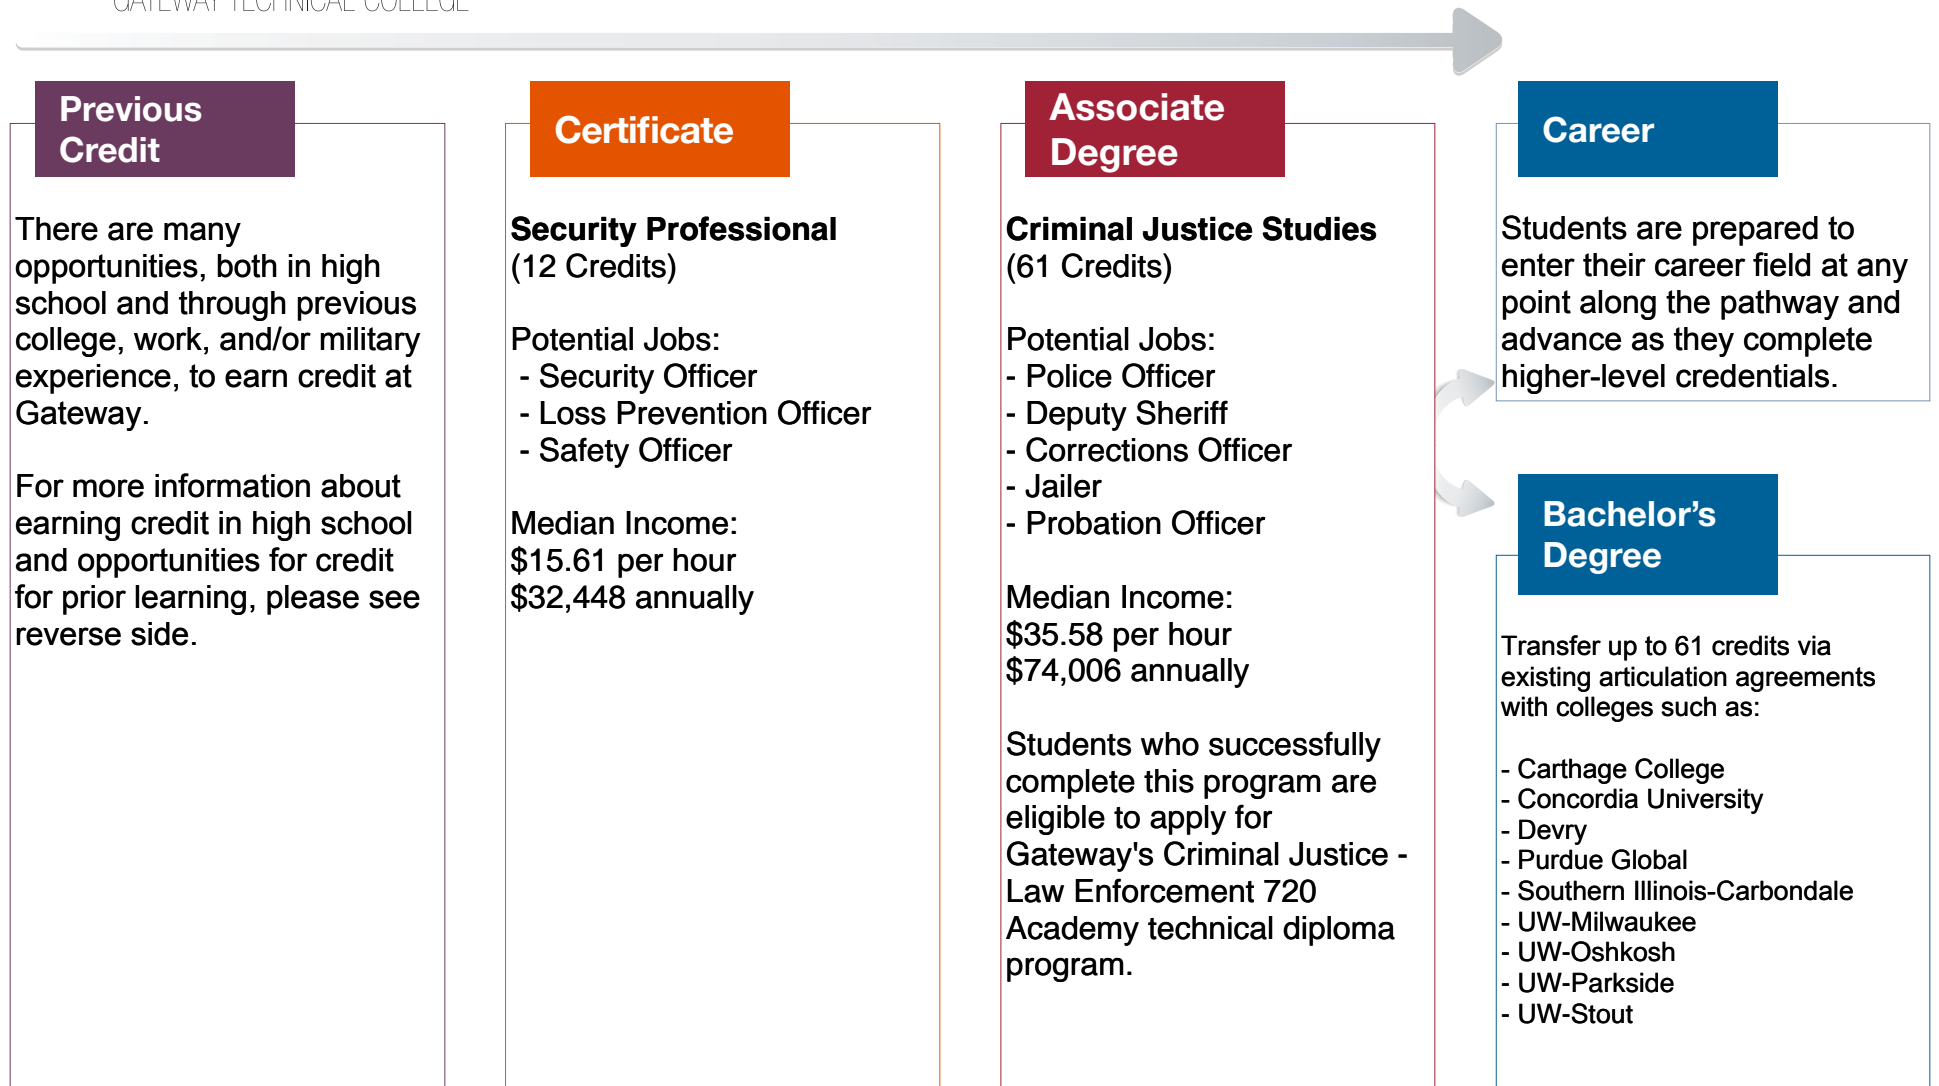 GATEWAY TECHNICAL COLLEGE
Previous
Credit
There are many
opportunities, both in high
school and through previous
college, work, and/or military
experience, to earn credit at
Gateway.
For more information about
earning credit in high school
and opportunities for credit
for prior learning, please see
reverse side.
Certificate
Security Professional
(12 Credits)
Potential Jobs:
- Security Officer
- Loss Prevention Officer
- Safety Officer
Median Income:
$15.61 per hour
$32,448 annually
Associate
Degree
Criminal Justice Studies
(61 Credits)
Potential Jobs:
- Police Officer
- Deputy Sheriff
- Corrections Officer
- Jailer
- Probation Officer
Median Income:
$35.58 per hour
$74,006 annually
Students who successfully
complete this program are
eligible to apply for
Gateway's Criminal Justice -
Law Enforcement 720
Academy technical diploma
program.
Career
Students are prepared to
enter their career field at any
point along the pathway and
advance as they complete
higher-level credentials.
Bachelor’s
Degree
Transfer up to 61 credits via
existing articulation agreements
with colleges such as:
- Carthage College
- Concordia University
- Devry
- Purdue Global
- Southern Illinois-Carbondale
- UW-Milwaukee
- UW-Oshkosh
- UW-Parkside
- UW-Stout